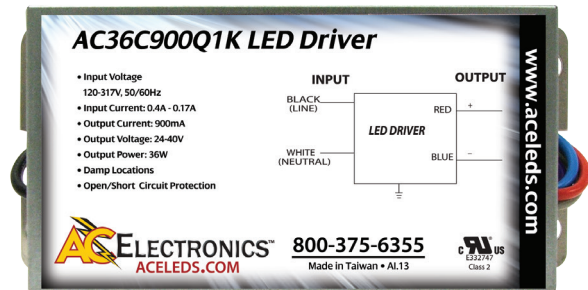 AC36C900Q1K LED Driver
• Input Voltage
120-317V, 50/60Hz
• Input Current: 0.4A - 0.17A
• Output Current: 900mA
• Output Voltage: 24-40V
• Output Power: 36W
• Damp Locations
• Open/Short Circuit Protection
INPUT
OUTPUT
BLACK
(LINE)
WHITE
(NEUTRAL)
LED DRIVER
RED +
BLUE −
www.aceleds.com
AC ELECTRONICS℠
ACELEDS.COM
800-375-6355
Made in Taiwan • AI.13
c RU US
E332747
Class 2